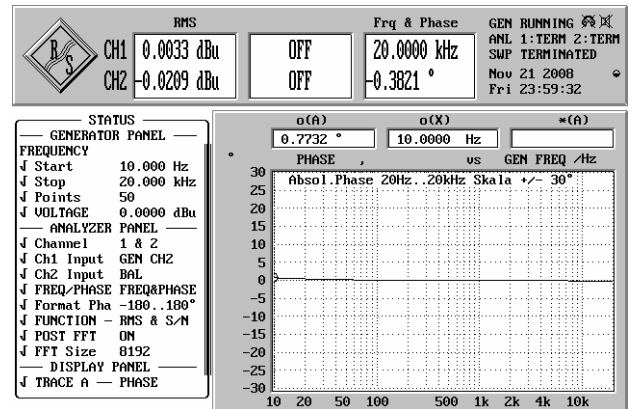 RMS
Frq & Phase
GEN RUNNING
ANL 1:TERM 2:TERM
SWP TERMINATED
Nov 21 2008
Fri 23:59:32
R
S
CH1 0.0033 dBu OFF 20.0000 kHz
CH2 -0.0209 dBu OFF -0.3821 °
STATUS
GENERATOR PANEL
FREQUENCY
Start 10.000 Hz
Stop 20.000 kHz
Points 50
VOLTAGE 0.0000 dBu
ANALYZER PANEL
Channel 1 & 2
Ch1 Input GEN CH2
Ch2 Input BAL
FREQ/PHASE FREQ&PHASE
Format Pha -180..180°
FUNCTION - RMS & S/N
POST FFT ON
FFT Size 8192
DISPLAY PANEL
TRACE A — PHASE
o(A) o(X) *(A)
0.7732 ° 10.0000 Hz
° PHASE , vs GEN FREQ /Hz
Absol.Phase 20Hz..20kHz Skala +/- 30°
30
25
20
15
10
5
0
-5
-10
-15
-20
-25
-30
10 20 50 100 500 1k 2k 4k 10k